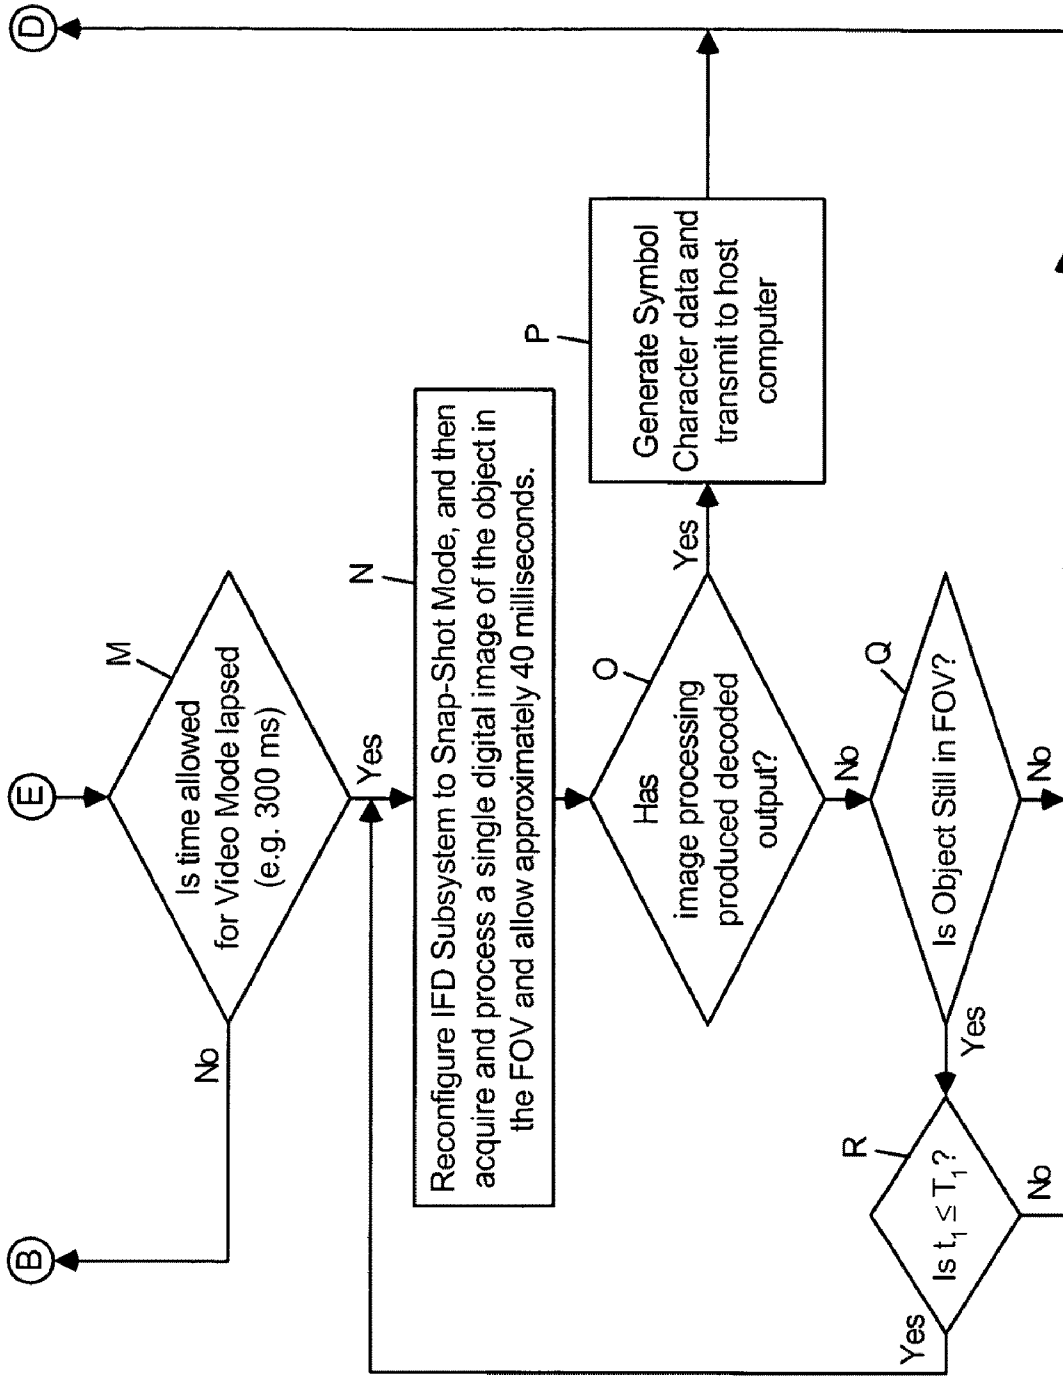 B
E
D
M
Is time allowed
for Video Mode lapsed
(e.g. 300 ms)
No
Yes
N
Reconfigure IFD Subsystem to Snap-Shot Mode, and then
acquire and process a single digital image of the object in
the FOV and allow approximately 40 milliseconds.
O
Has
image processing
produced decoded
output?
Yes
P
Generate Symbol
Character data and
transmit to host
computer
No
Q
Is Object Still in FOV?
Yes
No
R
Is t₁ ≤ T₁ ?
Yes
No